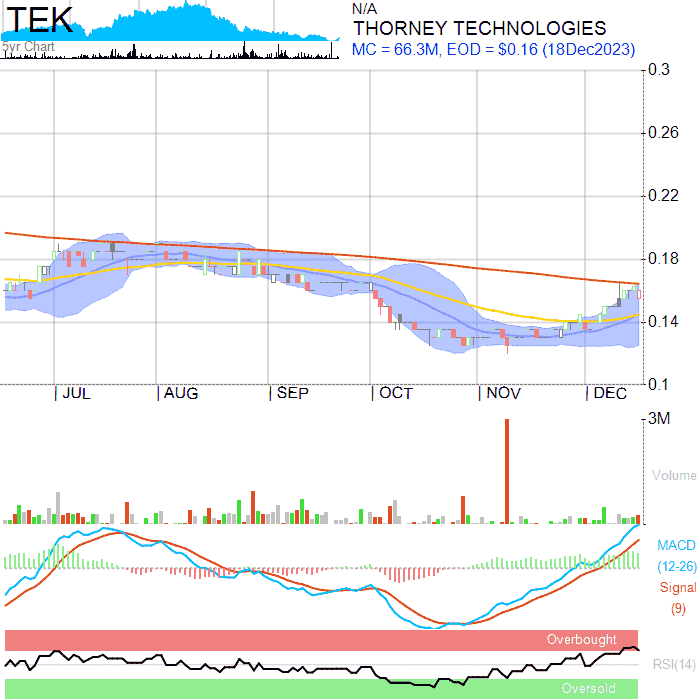 TEK
5yr Chart
N/A
THORNEY TECHNOLOGIES
MC = 66.3M, EOD = $0.16 (18Dec2023)
0.3
0.26
0.22
0.18
0.14
0.1
JUL AUG SEP OCT NOV DEC
3M
Volume
MACD
(12-26)
Signal
(9)
Overbought
RSI(14)
Oversold